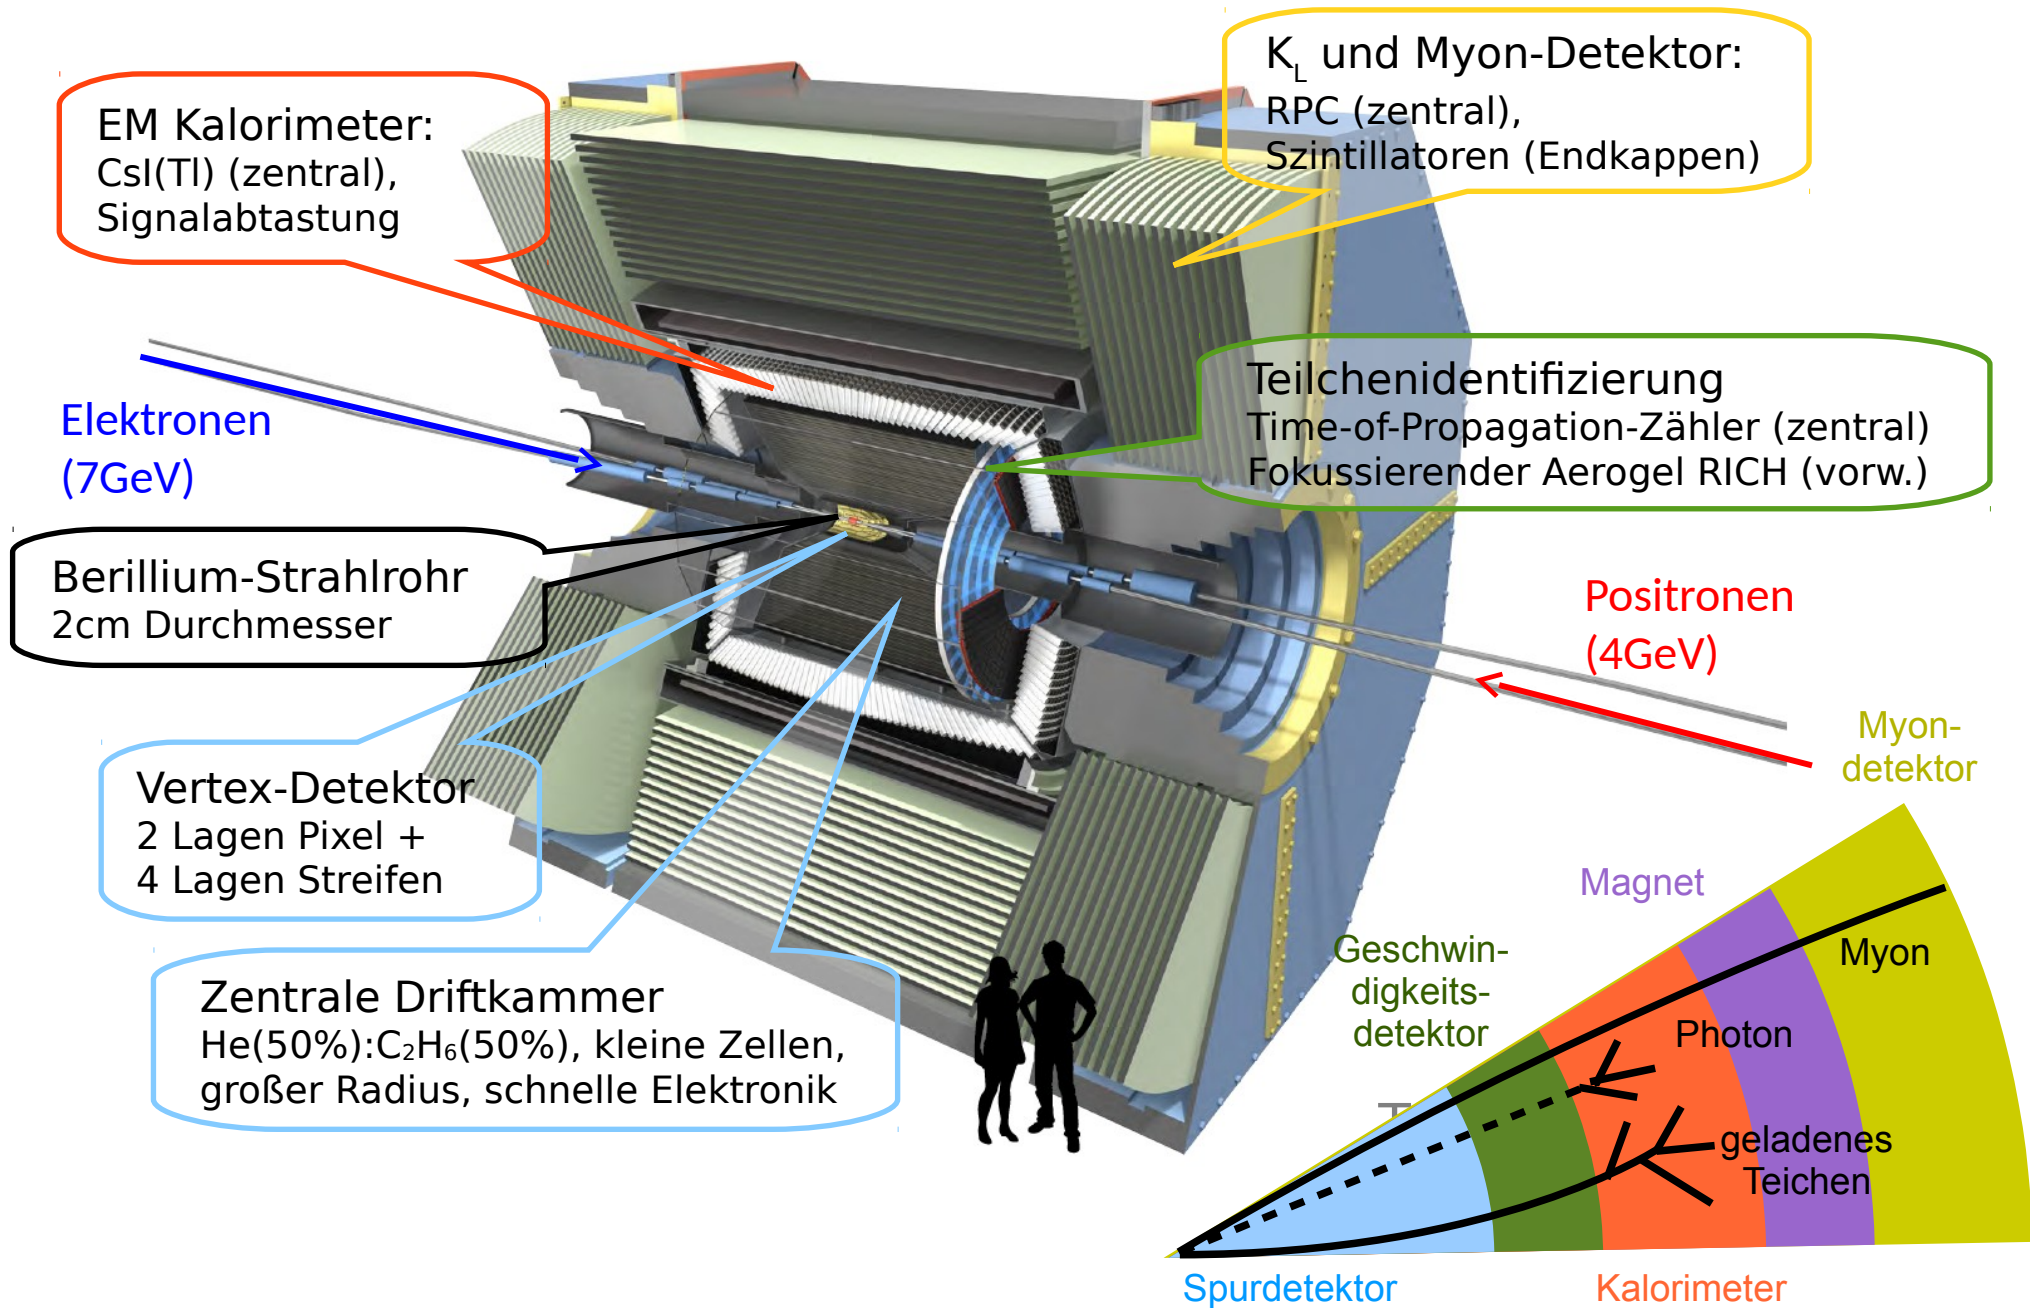 EM Kalorimeter:
CsI(Tl) (zentral),
Signalabtastung
K_L und Myon-Detektor:
RPC (zentral),
Szintillatoren (Endkappen)
Teilchenidentifizierung
Time-of-Propagation-Zähler (zentral)
Fokussierender Aerogel RICH (vorw.)
Elektronen
(7GeV)
Berillium-Strahlrohr
2cm Durchmesser
Positronen
(4GeV)
Vertex-Detektor
2 Lagen Pixel +
4 Lagen Streifen
Zentrale Driftkammer
He(50%):C₂H₆(50%), kleine Zellen,
großer Radius, schnelle Elektronik
Myon-
detektor
Magnet
Geschwin-
digkeits-
detektor
Myon
Photon
geladenes
Teichen
Spurdetektor
Kalorimeter